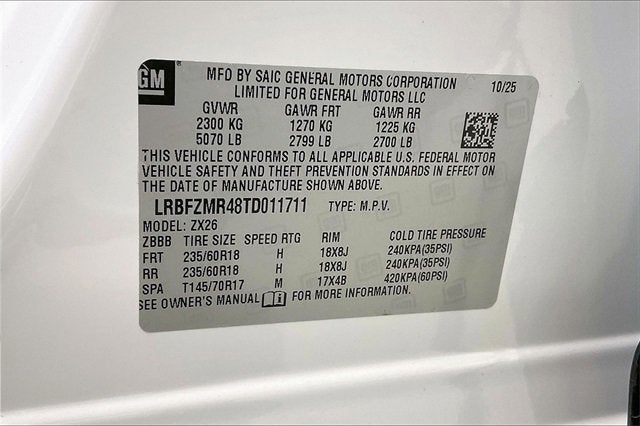 GM
MFD BY SAIC GENERAL MOTORS CORPORATION 10/25
LIMITED FOR GENERAL MOTORS LLC
GVWR GAWR FRT GAWR RR
2300 KG 1270 KG 1225 KG
5070 LB 2799 LB 2700 LB
THIS VEHICLE CONFORMS TO ALL APPLICABLE U.S. FEDERAL MOTOR
VEHICLE SAFETY AND THEFT PREVENTION STANDARDS IN EFFECT ON
THE DATE OF MANUFACTURE SHOWN ABOVE.
LRBFZMR48TD011711 TYPE: M.P.V.
MODEL: ZX26
ZBBB TIRE SIZE SPEED RTG RIM COLD TIRE PRESSURE
FRT 235/60R18 H 18X8J 240KPA(35PSI)
RR 235/60R18 H 18X8J 240KPA(35PSI)
SPA T145/70R17 M 17X4B 420KPA(60PSI)
SEE OWNER'S MANUAL FOR MORE INFORMATION.